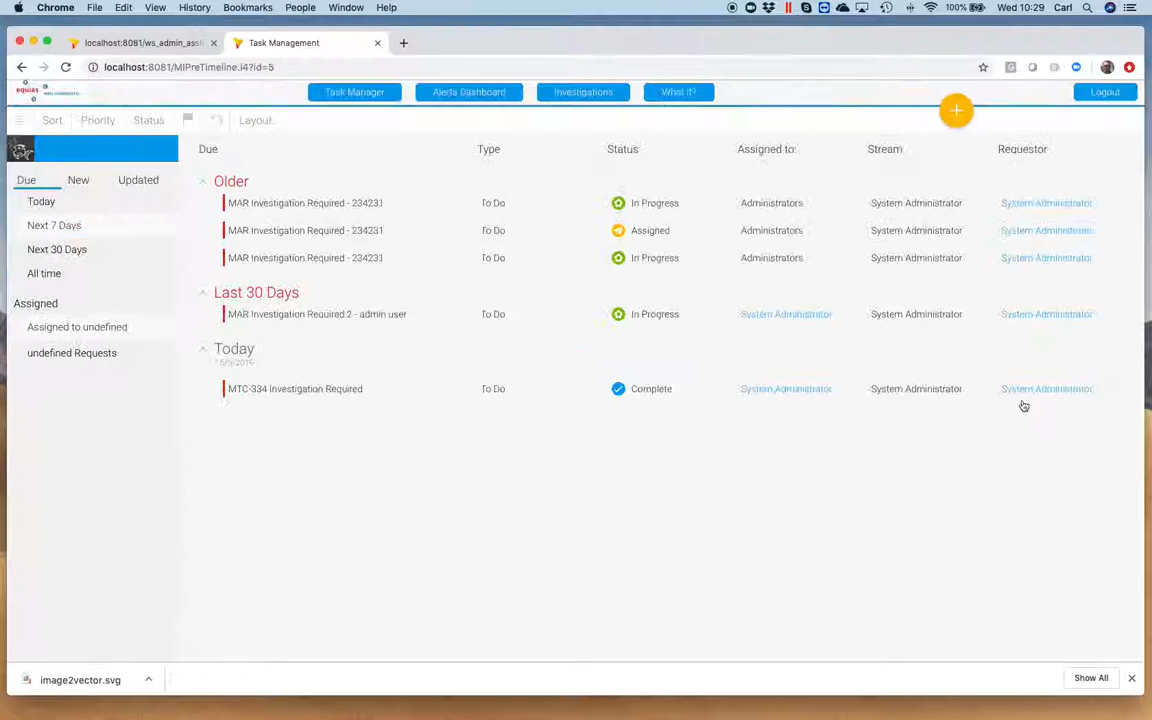 Chrome File Edit View History Bookmarks People Window Help 100% Wed 10:29 Carl
localhost:8081/ws_admin_assi
Task Management
localhost:8081/MIPreTimeline.i4?id=5
equias
Task Manager Alerts Dashboard Investigations What If? Logout
Sort Priority Status Layout
Due New Updated
Today
Next 7 Days
Next 30 Days
All time
Assigned
Assigned to undefined
undefined Requests
Due Type Status Assigned to: Stream Requestor
Older
MAR Investigation Required - 234231 To Do In Progress Administrators System Administrator System Administrator
MAR Investigation Required - 234231 To Do Assigned Administrators System Administrator System Administrator
MAR Investigation Required - 234231 To Do In Progress Administrators System Administrator System Administrator
Last 30 Days
MAR Investigation Required 2 - admin user To Do In Progress System Administrator System Administrator System Administrator
Today
MTC-334 Investigation Required To Do Complete System Administrator System Administrator System Administrator
image2vector.svg
Show All